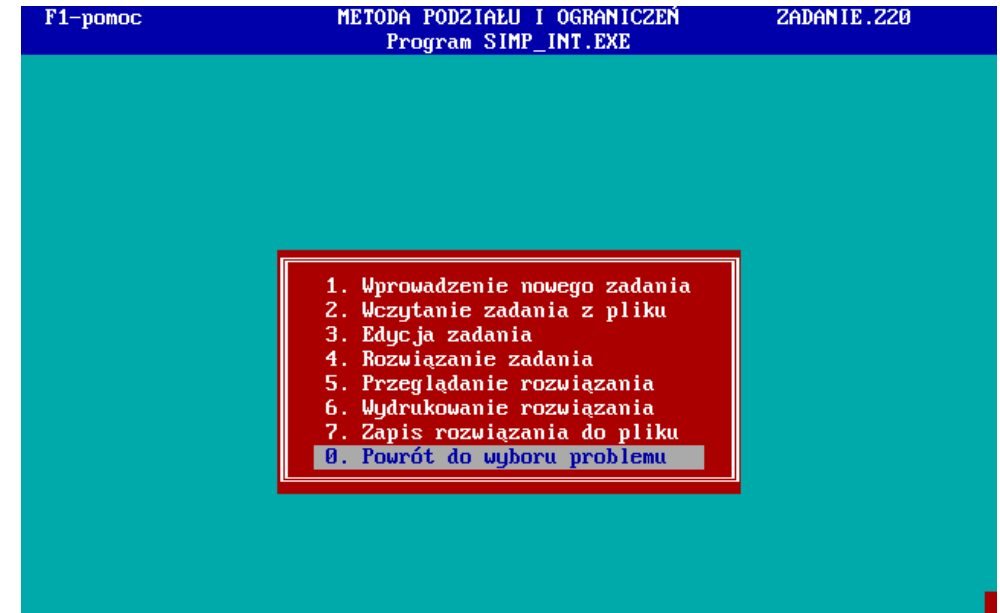 F1-pomoc METODA PODZIAŁU I OGRANICZEŃ ZADANIE.Z20
Program SIMP_INT.EXE
1. Wprowadzenie nowego zadania
2. Wczytanie zadania z pliku
3. Edycja zadania
4. Rozwiązanie zadania
5. Przeglądanie rozwiązania
6. Wydrukowanie rozwiązania
7. Zapis rozwiązania do pliku
0. Powrót do wyboru problemu